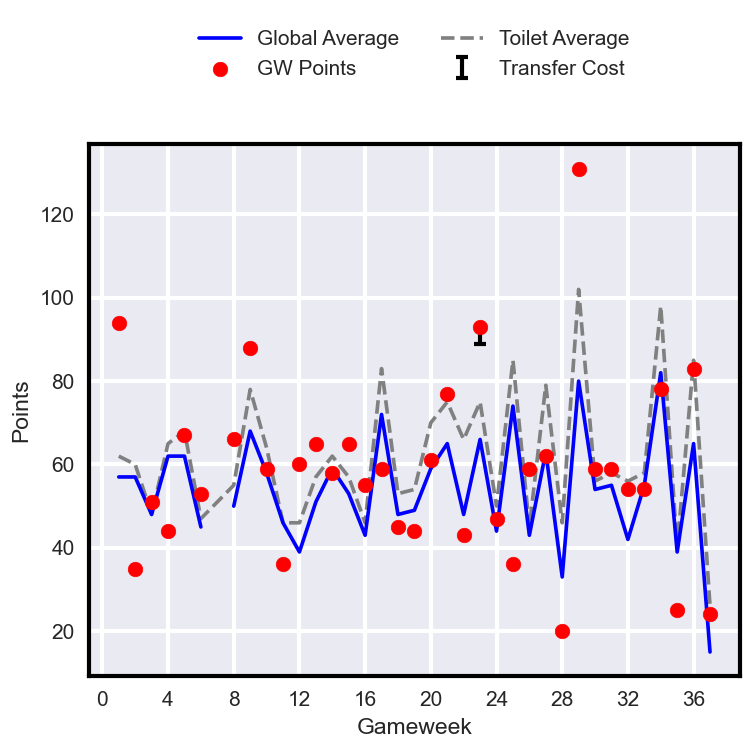 Global Average
Toilet Average
GW Points
Transfer Cost
120
100
80
60
40
20
Points
0 4 8 12 16 20 24 28 32 36
Gameweek